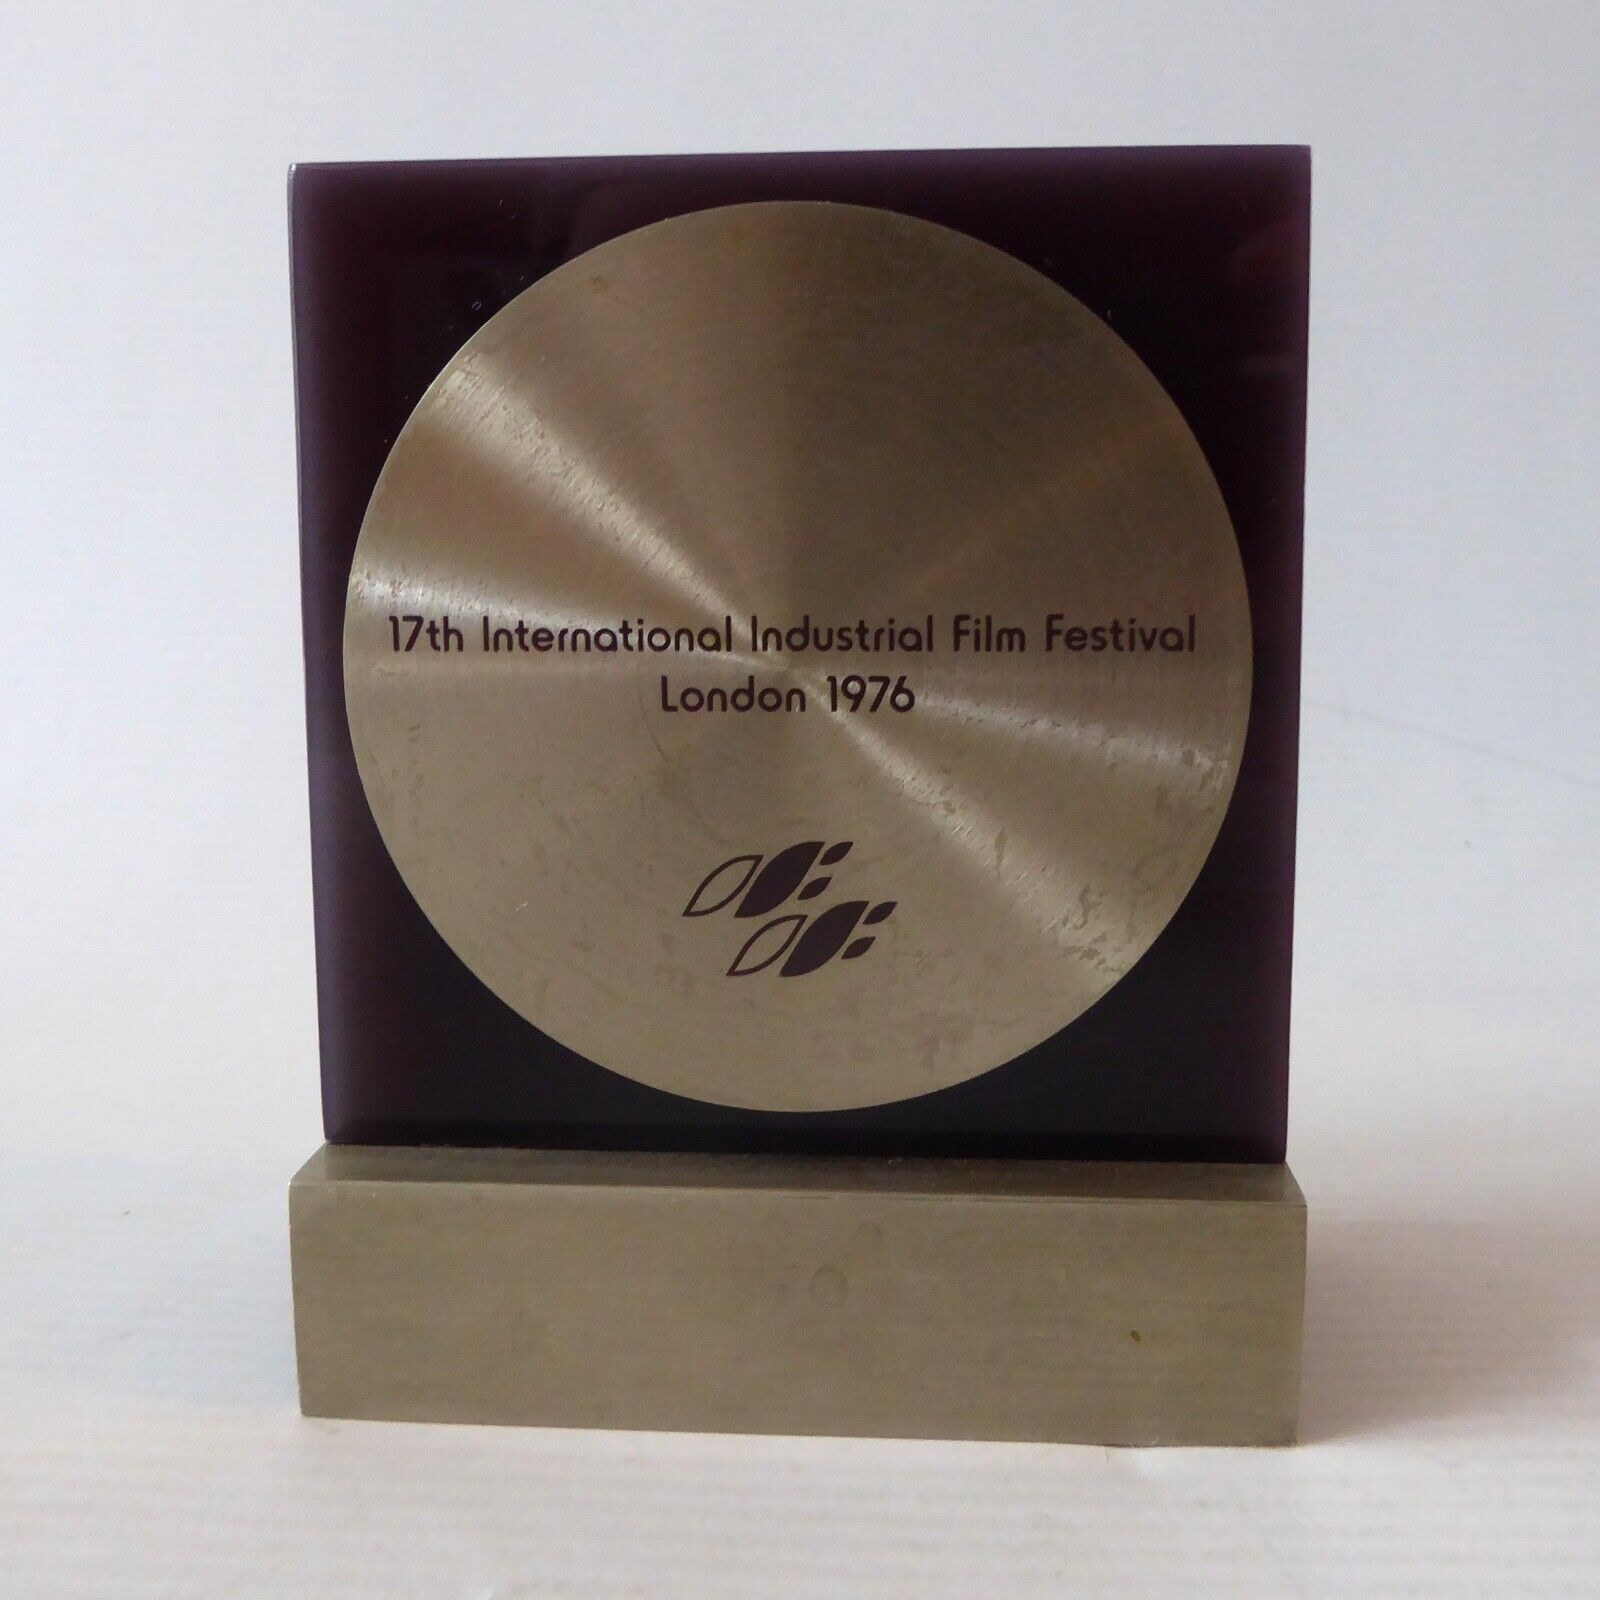 17th International Industrial Film Festival
London 1976